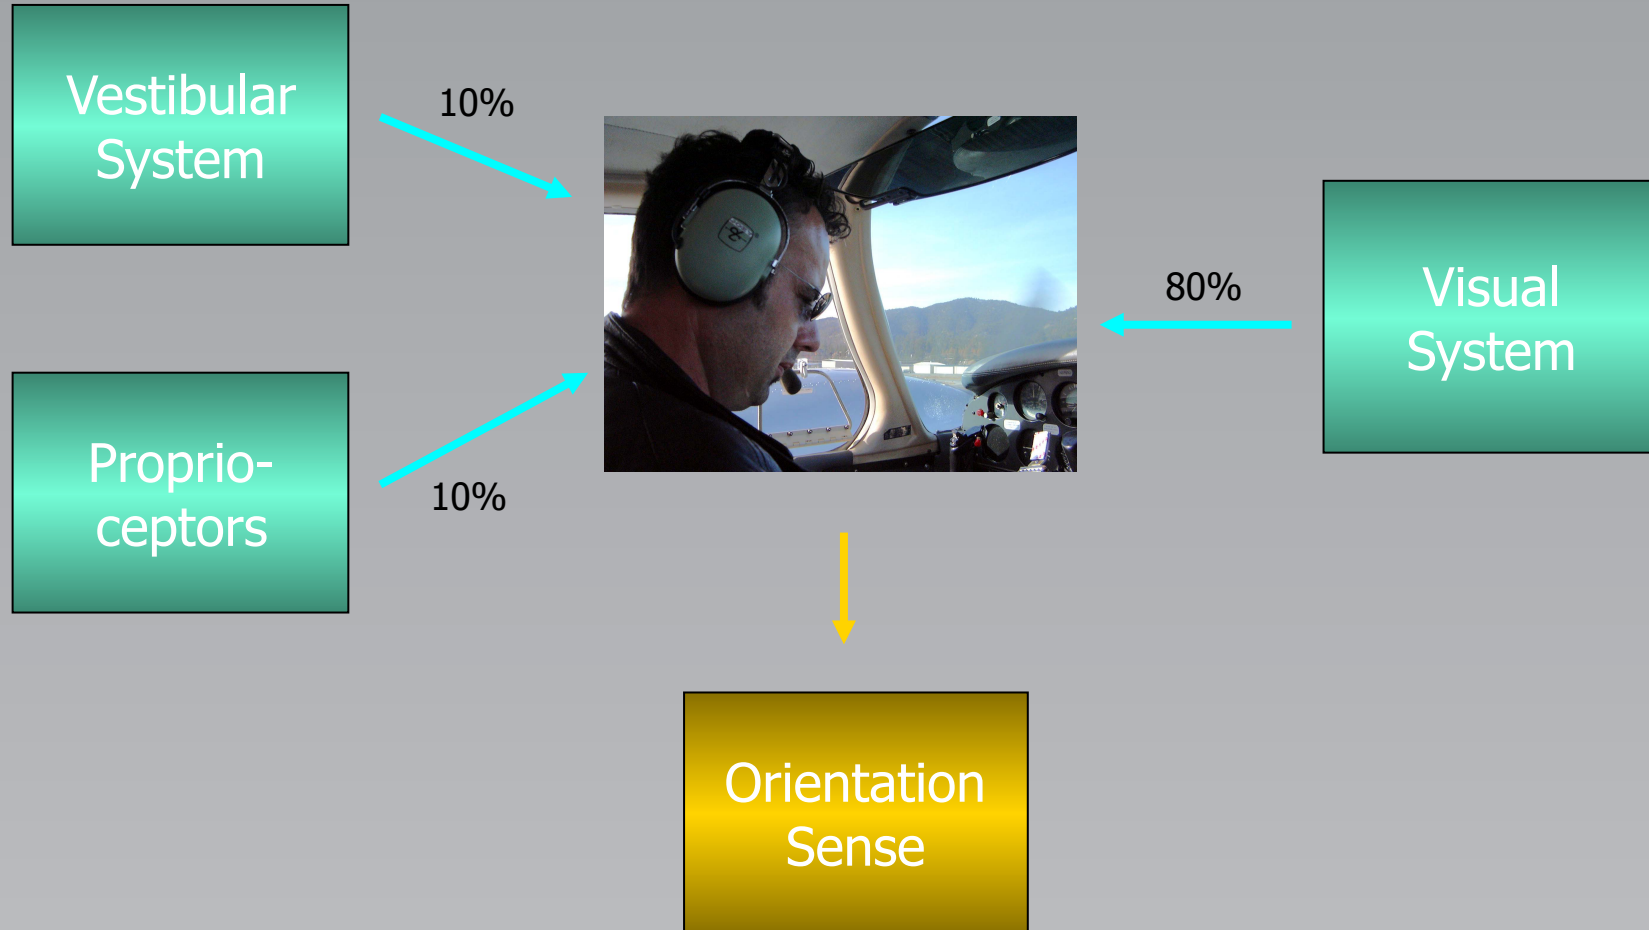 Vestibular
System
10%
80%
Visual
System
Proprio-
ceptors
10%
Orientation
Sense